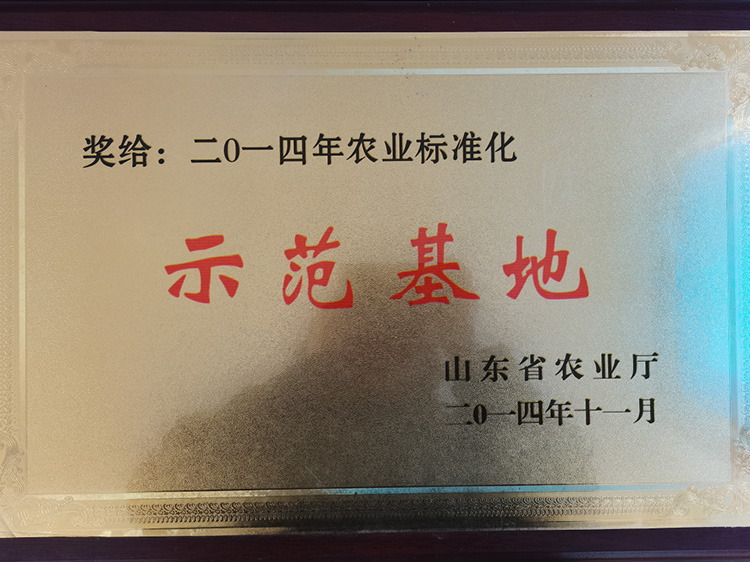 奖给：二0一四年农业标准化
示范基地
山东省农业厅
二0一四年十一月